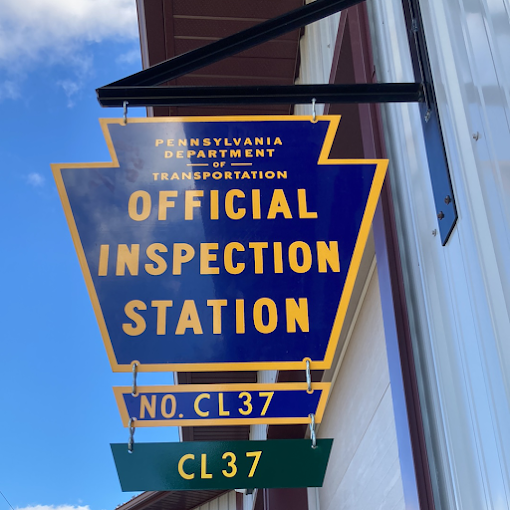 PENNSYLVANIA
DEPARTMENT
OF
TRANSPORTATION
OFFICIAL
INSPECTION
STATION
NO. CL37
CL37